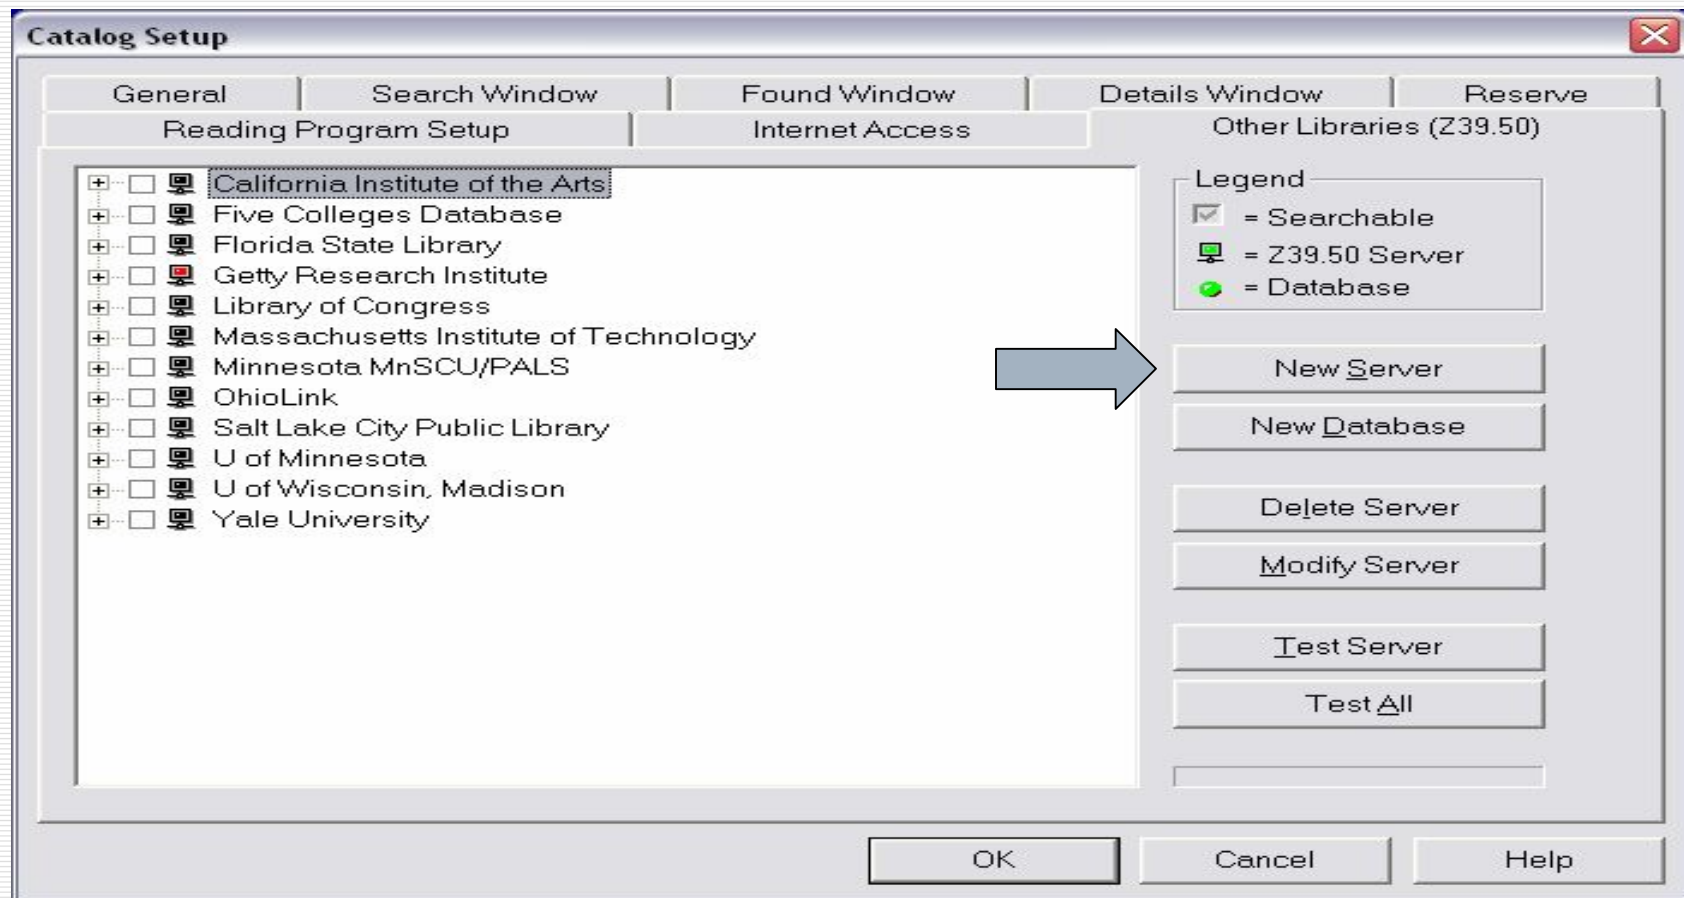 Catalog Setup
General Search Window Found Window Details Window Reserve
Reading Program Setup Internet Access Other Libraries (Z39.50)
California Institute of the Arts
Five Colleges Database
Florida State Library
Getty Research Institute
Library of Congress
Massachusetts Institute of Technology
Minnesota MnSCU/PALS
OhioLink
Salt Lake City Public Library
U of Minnesota
U of Wisconsin, Madison
Yale University
Legend
= Searchable
= Z39.50 Server
= Database
New Server
New Database
Delete Server
Modify Server
Test Server
Test All
OK Cancel Help